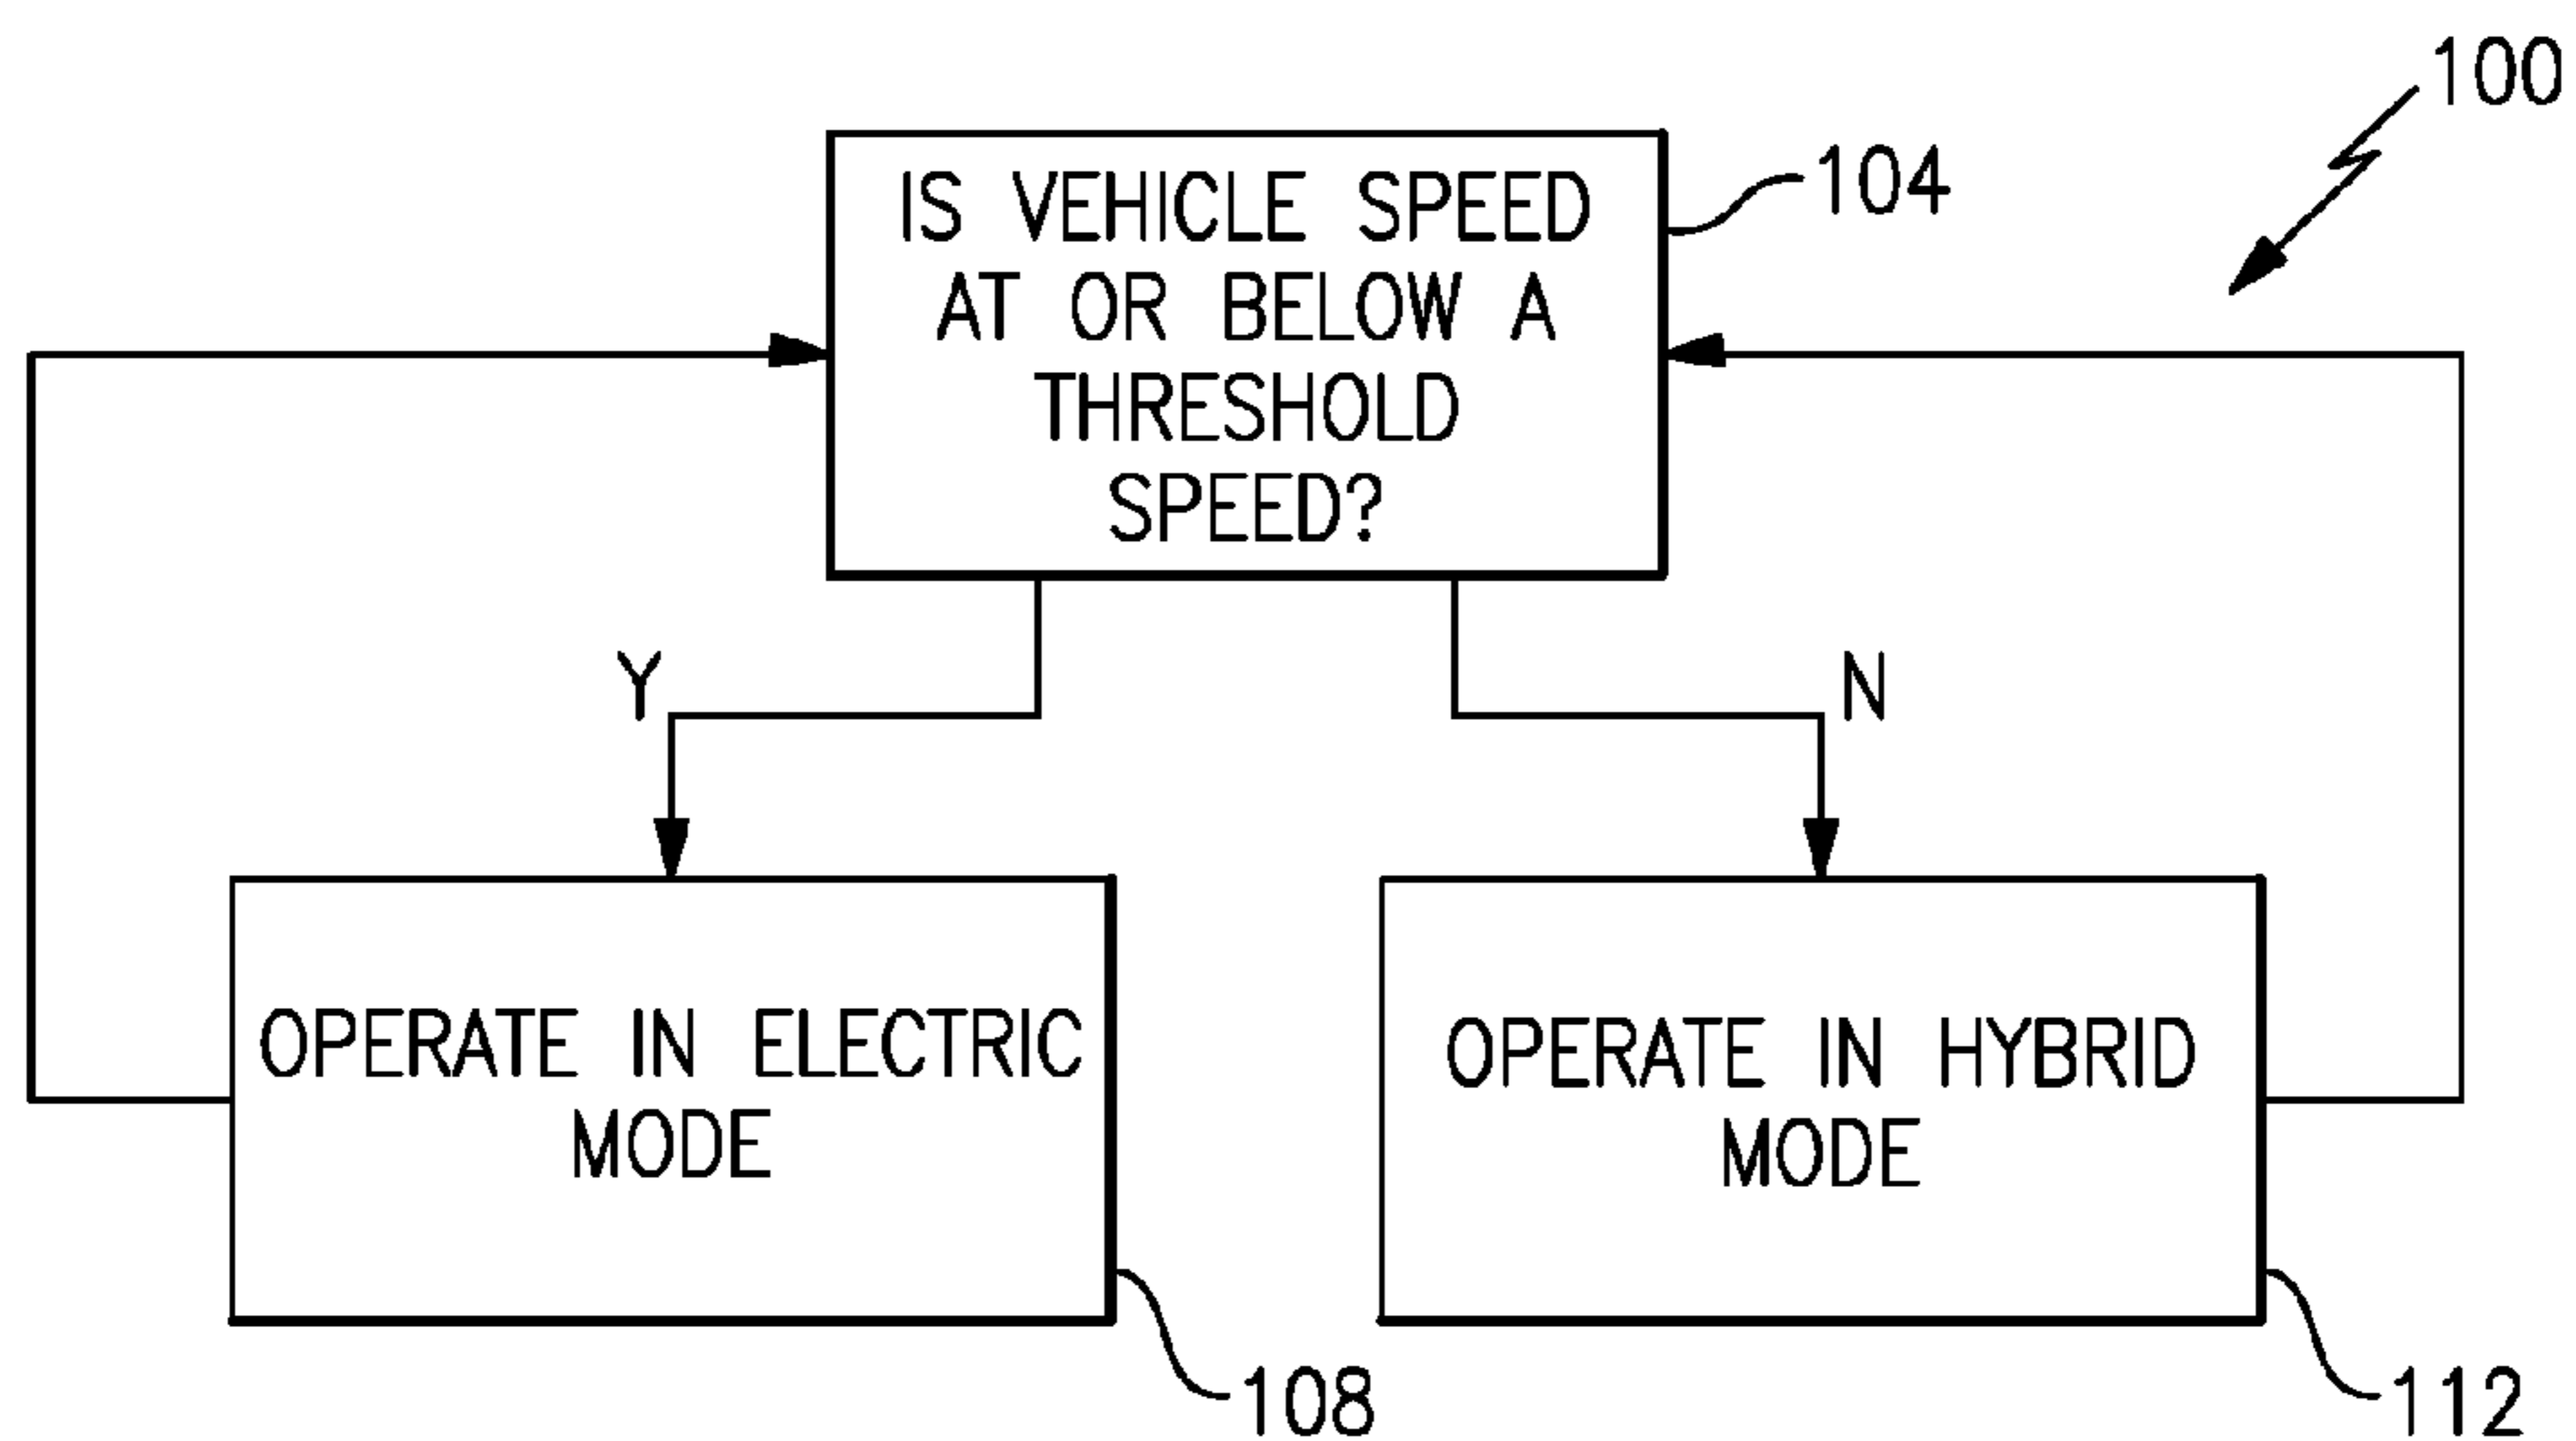 100
IS VEHICLE SPEED
AT OR BELOW A
THRESHOLD
SPEED?
104
Y
N
OPERATE IN ELECTRIC
MODE
108
OPERATE IN HYBRID
MODE
112